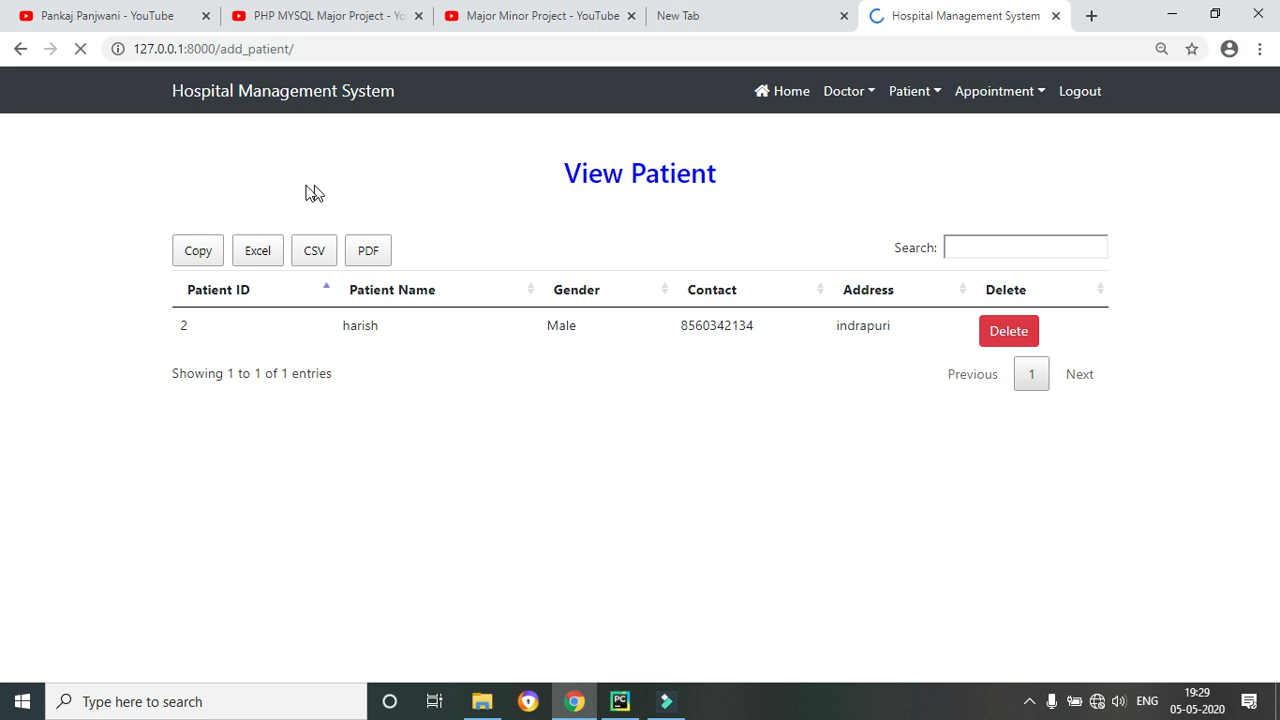 Pankaj Panjwani - YouTube
PHP MYSQL Major Project - Yo
Major Minor Project - YouTube
New Tab
Hospital Management System
127.0.0.1:8000/add_patient/
Hospital Management System
Home
Doctor
Patient
Appointment
Logout
View Patient
Copy
Excel
CSV
PDF
Search:
Patient ID
Patient Name
Gender
Contact
Address
Delete
2
harish
Male
8560342134
indrapuri
Delete
Showing 1 to 1 of 1 entries
Previous
1
Next
Type here to search
PC
ENG
19:29
05-05-2020